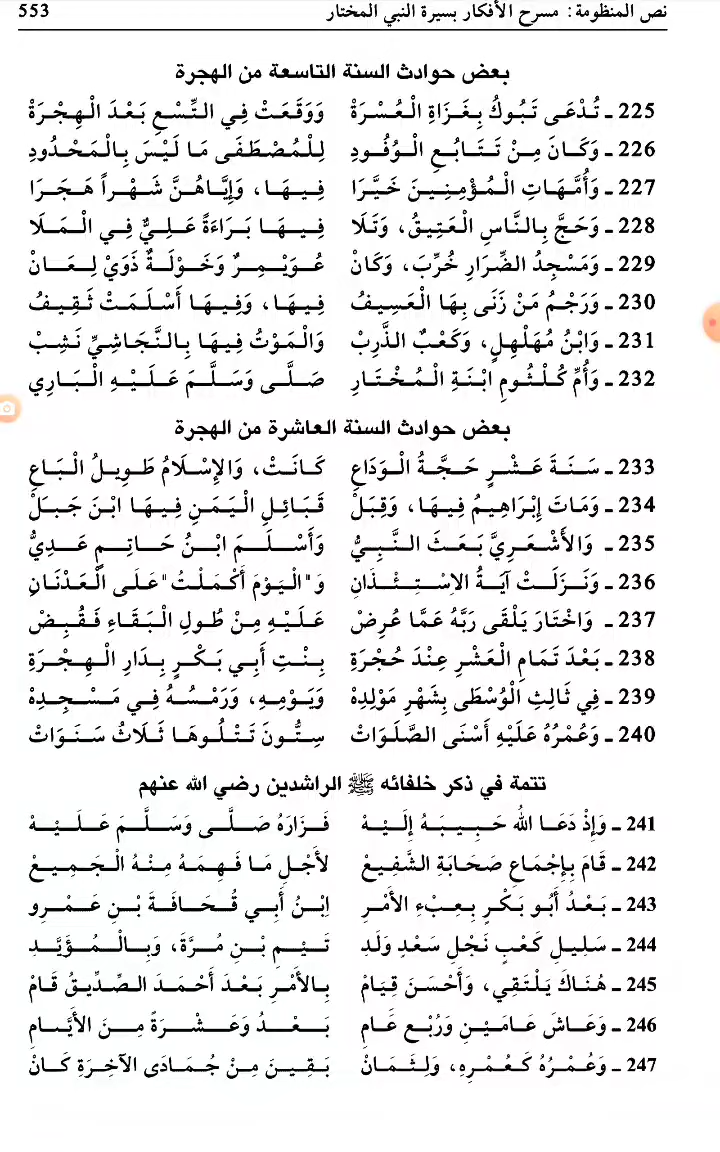 نص المنظومة: مسرح الأفكار بسيرة النبي المختار 553
بعض حوادث السنة التاسعة من الهجرة
225 ـ تُدْعَى تَبُوكُ بِغَزَاةِ الْعُسْرَةْ وَوَقَعَتْ فِي التِّسْعِ بَعْدَ الْهِجْرَةْ
226 ـ وَكَانَ مِنْ تَتَابُعِ الْوُفُودِ لِلْمُصْطَفَى مَا لَيْسَ بِالْمَحْدُودِ
227 ـ وَأُمَّهَاتِ الْمُؤْمِنِينَ خَيَّرَا فِيهَا، وَإِيَّاهُنَّ شَهْراً هَجَرَا
228 ـ وَحَجَّ بِالنَّاسِ الْعَتِيقُ، وَتَلَا فِيهَا بَرَاءَةً عَلِيٌّ فِي الْمَلَا
229 ـ وَمَسْجِدُ الضِّرَارِ خُرِّبَ، وَكَانْ عُوَيْمِرٌ وَخَوْلَةٌ ذَوَيْ لِعَانْ
230 ـ وَرَجْمُ مَنْ زَنَى بِهَا الْعَسِيفُ فِيهَا، وَفِيهَا أَسْلَمَتْ ثَقِيفُ
231 ـ وَابْنُ مُهَلْهِلٍ، وَكَعْبٌ الذَّرِبْ وَالْمَوْتُ فِيهَا بِالنَّجَاشِيِّ نَشِبْ
232 ـ وَأُمِّ كُلْثُومِ ابْنَةِ الْمُخْتَارِ صَلَّى وَسَلَّمَ عَلَيْهِ الْبَارِي
بعض حوادث السنة العاشرة من الهجرة
233 ـ سَنَةَ عَشْرٍ حَجَّةُ الْوَدَاعِ كَانَتْ، وَالإِسْلَامُ طَوِيلُ الْبَاعِ
234 ـ وَمَاتَ إِبْرَاهِيمُ فِيهَا، وَقِبَلْ قَبَائِلِ الْيَمَنِ فِيهَا ابْنَ جَبَلْ
235 ـ وَالأَشْعَرِيَّ بَعَثَ النَّبِيُّ وَأَسْلَمَ ابْنُ حَاتِمٍ عَدِيُّ
236 ـ وَنَزَلَتْ آيَةُ الاسْتِئْذَانِ وَ"الْيَوْمَ أَكْمَلْتُ" عَلَى الْعَدْنَانِ
237 ـ وَاخْتَارَ يَلْقَى رَبَّهُ عَمَّا عُرِضْ عَلَيْهِ مِنْ طُولِ الْبَقَاءِ فَقُبِضْ
238 ـ بَعْدَ تَمَامِ الْعَشْرِ عِنْدَ حُجْرَةِ بِنْتِ أَبِي بَكْرٍ بِدَارِ الْهِجْرَةِ
239 ـ فِي ثَالِثِ الْوُسْطَى بِشَهْرِ مَوْلِدِهْ وَيَوْمِهِ، وَرَمْسُهُ فِي مَسْجِدِهْ
240 ـ وَعُمْرُهُ عَلَيْهِ أَسْنَى الصَّلَوَاتْ سِتُّونَ تَتْلُوهَا ثَلَاثُ سَنَوَاتْ
تتمة في ذكر خلفائه ﷺ الراشدين رضي الله عنهم
241 ـ وَإِذْ دَعَا اللهُ حَبِيبَهُ إِلَيْهْ فَزَارَهُ صَلَّى وَسَلَّمَ عَلَيْهْ
242 ـ قَامَ بِإِجْمَاعِ صَحَابَةِ الشَّفِيعْ لأَجْلِ مَا فَهِمَهُ مِنْهُ الْجَمِيعْ
243 ـ بَعْدُ أَبُو بَكْرٍ بِعِبْءِ الأَمْرِ اِبْنُ أَبِي قُحَافَةَ بْنِ عَمْرِو
244 ـ سَلِيلِ كَعْبٍ نَجْلِ سَعْدٍ وَلَدِ تَيْمِ بْنِ مُرَّةَ، وَبِالْمُؤَيَّدِ
245 ـ هُنَاكَ يَلْتَقِي، وَأَحْسَنَ قِيَامْ بِالأَمْرِ بَعْدَ أَحْمَدَ الصِّدِّيقُ قَامْ
246 ـ وَعَاشَ عَامَيْنِ وَرُبْعَ عَامِ بَعْدُ وَعَشْرَةً مِنَ الأَيَّامِ
247 ـ وَعُمْرُهُ كَعُمْرِهِ، وَلِثَمَانْ بَقِينَ مِنْ جُمَادَى الآخِرَةِ كَانْ